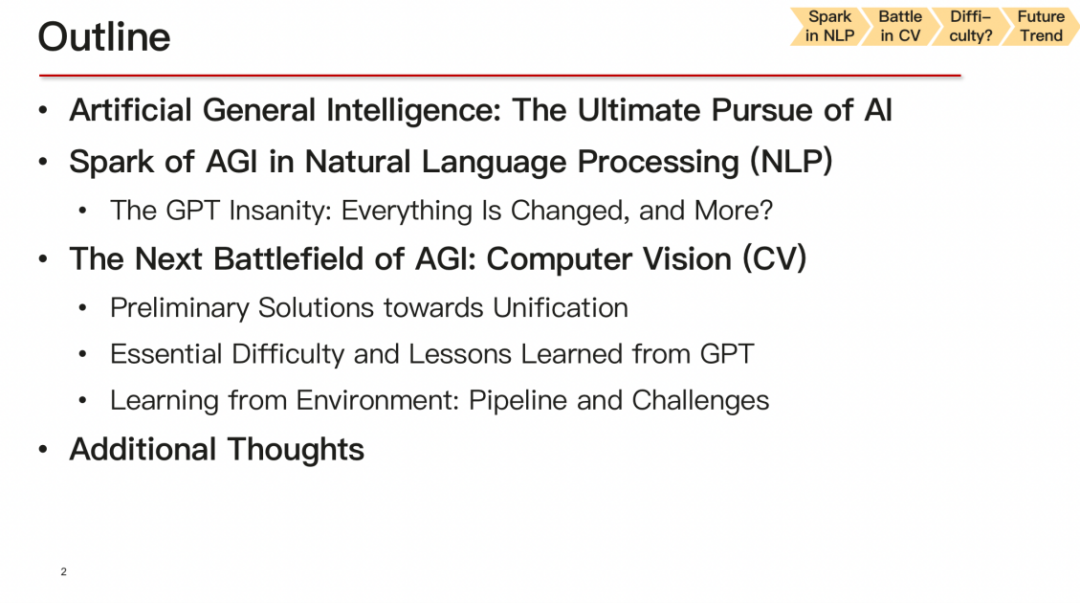 Outline
Spark
in NLP
Battle
in CV
Diffi-
culty?
Future
Trend
• Artificial General Intelligence: The Ultimate Pursue of AI
• Spark of AGI in Natural Language Processing (NLP)
• The GPT Insanity: Everything Is Changed, and More?
• The Next Battlefield of AGI: Computer Vision (CV)
• Preliminary Solutions towards Unification
• Essential Difficulty and Lessons Learned from GPT
• Learning from Environment: Pipeline and Challenges
• Additional Thoughts
2